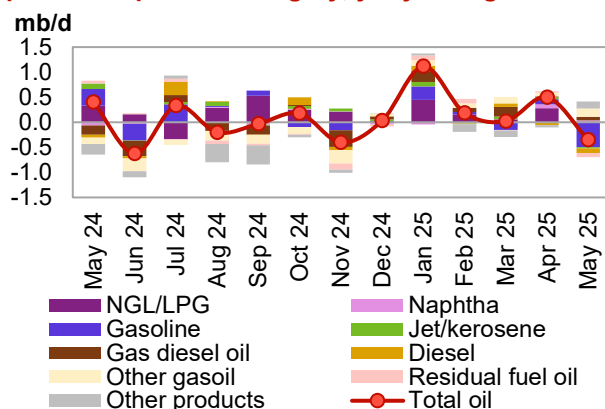 mb/d
1.5
1.0
0.5
0.0
-0.5
-1.0
-1.5
May 24
Jun 24
Jul 24
Aug 24
Sep 24
Oct 24
Nov 24
Dec 24
Jan 25
Feb 25
Mar 25
Apr 25
May 25
NGL/LPG
Naphtha
Gasoline
Jet/kerosene
Gas diesel oil
Diesel
Other gasoil
Residual fuel oil
Other products
Total oil